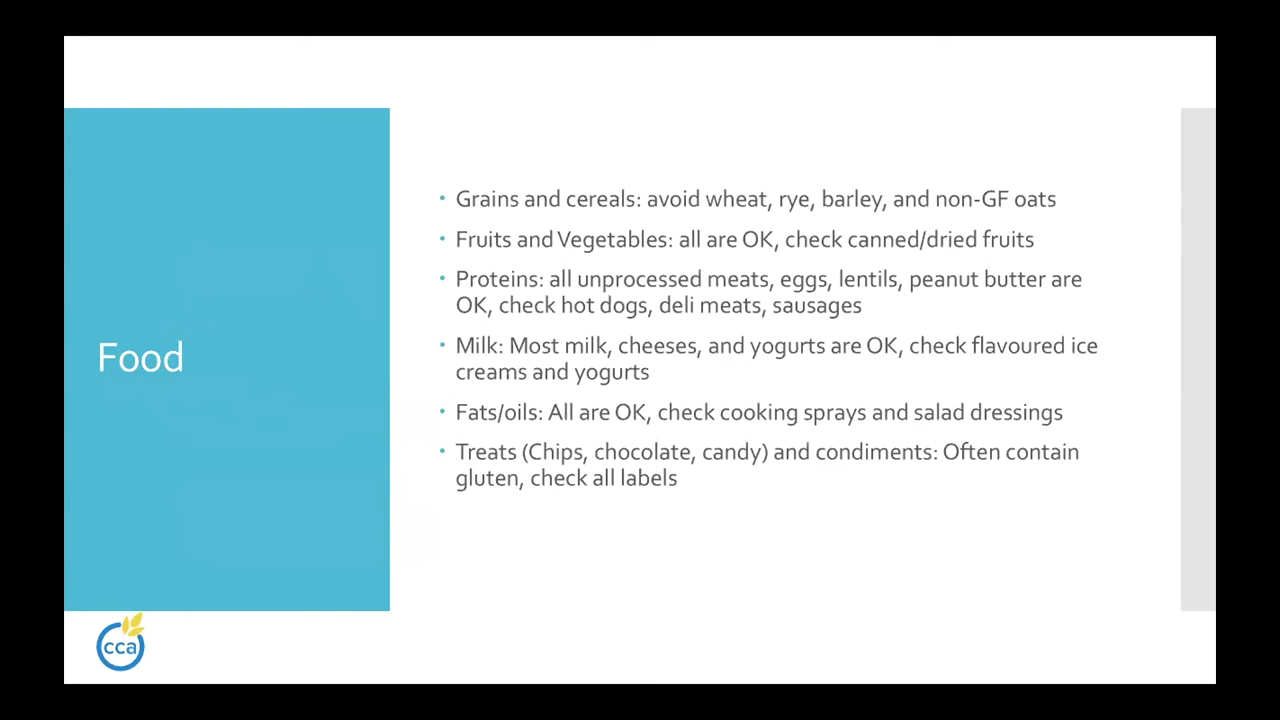 Food
• Grains and cereals: avoid wheat, rye, barley, and non-GF oats
• Fruits and Vegetables: all are OK, check canned/dried fruits
• Proteins: all unprocessed meats, eggs, lentils, peanut butter are
OK, check hot dogs, deli meats, sausages
• Milk: Most milk, cheeses, and yogurts are OK, check flavoured ice
creams and yogurts
• Fats/oils: All are OK, check cooking sprays and salad dressings
• Treats (Chips, chocolate, candy) and condiments: Often contain
gluten, check all labels
cca